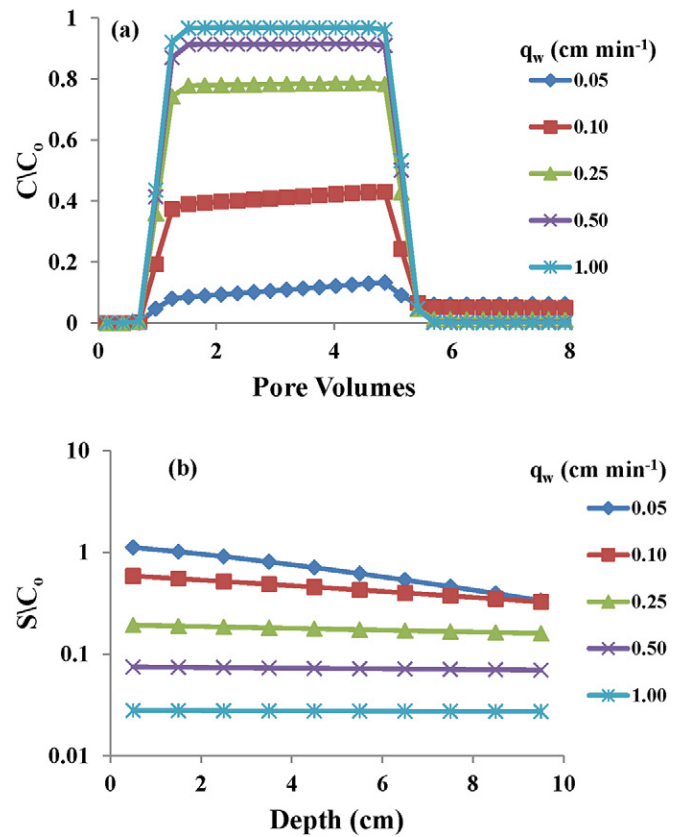 (a)
q_w (cm min⁻¹)
0.05
0.10
0.25
0.50
1.00
C\C_o
1
0.8
0.6
0.4
0.2
0
0 2 4 6 8
Pore Volumes
(b)
q_w (cm min⁻¹)
0.05
0.10
0.25
0.50
1.00
S\C_o
10
1
0.1
0.01
0 2 4 6 8 10
Depth (cm)